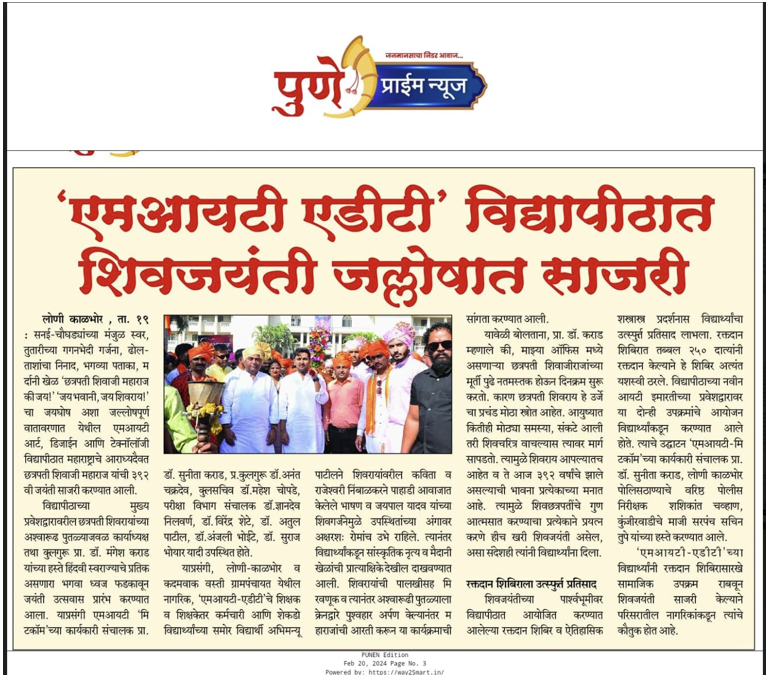 जनमानसाचा निडर आवाज...
पुणे
प्राईम न्यूज
‘एमआयटी एडीटी’ विद्यापीठात
शिवजयंती जल्लोषात साजरी
लोणी काळभोर , ता. १९
: सनई-चौघड्यांच्या मंजुळ स्वर,
तुतारीच्या गगनभेदी गर्जना, ढोल-
ताशांचा निनाद, भगव्या पताका, म
र्दानी खेळ ‘छत्रपती शिवाजी महाराज
की जय!’ ‘जय भवानी, जय शिवराय!’
चा जयघोष अशा जल्लोषपूर्ण
वातावरणात येथील एमआयटी
आर्ट, डिजाईन आणि टेक्नॉलॉजी
विद्यापीठात महाराष्ट्राचे आराध्यदैवत
छत्रपती शिवाजी महाराज यांची ३९२
वी जयंती साजरी करण्यात आली.
विद्यापीठाच्या मुख्य
प्रवेशद्वारावरील छत्रपती शिवरायांच्या
अश्वारूढ पुतळ्याजवळ कार्याध्यक्ष
तथा कुलगुरू प्रा. डॉ. मंगेश कराड
यांच्या हस्ते हिंदवी स्वराज्याचे प्रतिक
असणारा भगवा ध्वज फडकावून
जयंती उत्सवास प्रारंभ करण्यात
आला. याप्रसंगी एमआयटी ‘मि
टकॉम’च्या कार्यकारी संचालक प्रा.
डॉ. सुनीता कराड, प्र.कुलगुरू डॉ.अनंत
चक्रदेव, कुलसचिव डॉ.महेश चोपडे,
परीक्षा विभाग संचालक डॉ.ज्ञानदेव
निलवर्ण, डॉ.विरेंद्र शेटे, डॉ. अतुल
पाटील, डॉ.अंजली भोईटे, डॉ. सुराज
भोयार यादी उपस्थित होते.
याप्रसंगी, लोणी-काळभोर व
कदमवाक वस्ती ग्रामपंचायत येथील
नागरिक, ‘एमआयटी-एडीटी’चे शिक्षक
व शिक्षकेतर कर्मचारी आणि शेकडो
विद्यार्थ्यांच्या समोर विद्यार्थी अभिमन्यू
पाटीलने शिवरायांवरील कविता व
राजेश्वरी निंबाळकरने पाहाडी आवाजात
केलेले भाषण व जयपाल यादव यांच्या
शिवगर्जनेमुळे उपस्थितांच्या अंगावर
अक्षरशः रोमांच उभे राहिले. त्यानंतर
विद्यार्थ्यांकडून सांस्कृतिक नृत्य व मैदानी
खेळांची प्रात्याक्षिकेदेखील दाखवण्यात
आली. शिवरायांची पालखीसह मि
रवणूक व त्यानंतर अश्वारूढी पुतळ्याला
क्रेनद्वारे पुष्पहार अर्पण केल्यानंतर म
हाराजांची आरती करून या कार्यक्रमाची
सांगता करण्यात आली.
यावेळी बोलताना, प्रा. डॉ. कराड
म्हणाले की, माझ्या ऑफिस मध्ये
असणाऱ्या छत्रपती शिवाजीराजांच्या
मूर्ती पुढे नतमस्तक होऊन दिनक्रम सुरू
करतो. कारण छत्रपती शिवराय हे उर्जे
चा प्रचंड मोठा स्त्रोत आहेत. आयुष्यात
कितीही मोठ्या समस्या, संकटे आली
तरी शिवचरित्र वाचल्यास त्यावर मार्ग
सापडतो. त्यामुळे शिवराय आपल्यातच
आहेत व ते आज ३९२ वर्षांचे झाले
असल्याची भावना प्रत्येकाच्या मनात
आहे. त्यामुळे शिवछत्रपतींचे गुण
आत्मसात करण्याचा प्रत्येकाने प्रयत्न
करणे हीच खरी शिवजयंती असेल,
असा संदेशही त्यांनी विद्यार्थ्यांना दिला.
रक्तदान शिबिराला उत्स्फुर्त प्रतिसाद
शिवजयंतीच्या पार्श्वभूमीवर
विद्यापीठात आयोजित करण्यात
आलेल्या रक्तदान शिबिर व ऐतिहासिक
शस्त्रास्त्र प्रदर्शनास विद्यार्थ्यांचा
उत्स्फुर्त प्रतिसाद लाभला. रक्तदान
शिबिरात तब्बल २५० दात्यांनी
रक्तदान केल्याने हे शिबिर अत्यंत
यशस्वी ठरले. विद्यापीठाच्या नवीन
आयटी इमारतीच्या प्रवेशद्वारावर
या दोन्ही उपक्रमांचे आयोजन
विद्यार्थ्यांकडून करण्यात आले
होते. त्याचे उद्घाटन ‘एमआयटी-मि
टकॉम’च्या कार्यकारी संचालक प्रा.
डॉ. सुनीता कराड, लोणी काळभोर
पोलिसठाण्याचे वरिष्ठ पोलीस
निरीक्षक शशिकांत चव्हाण,
कुंजीरवाडीचे माजी सरपंच सचिन
तुपे यांच्या हस्ते करण्यात आले.
‘एमआयटी-एडीटी’च्या
विद्यार्थ्यांनी रक्तदान शिबिरासारखे
सामाजिक उपक्रम राबवून
शिवजयंती साजरी केल्याने
परिसरातील नागरिकांकडून त्यांचे
कौतुक होत आहे.
PUNEN Edition
Feb 20, 2024 Page No. 3
Powered by: https://way2Smart.in/